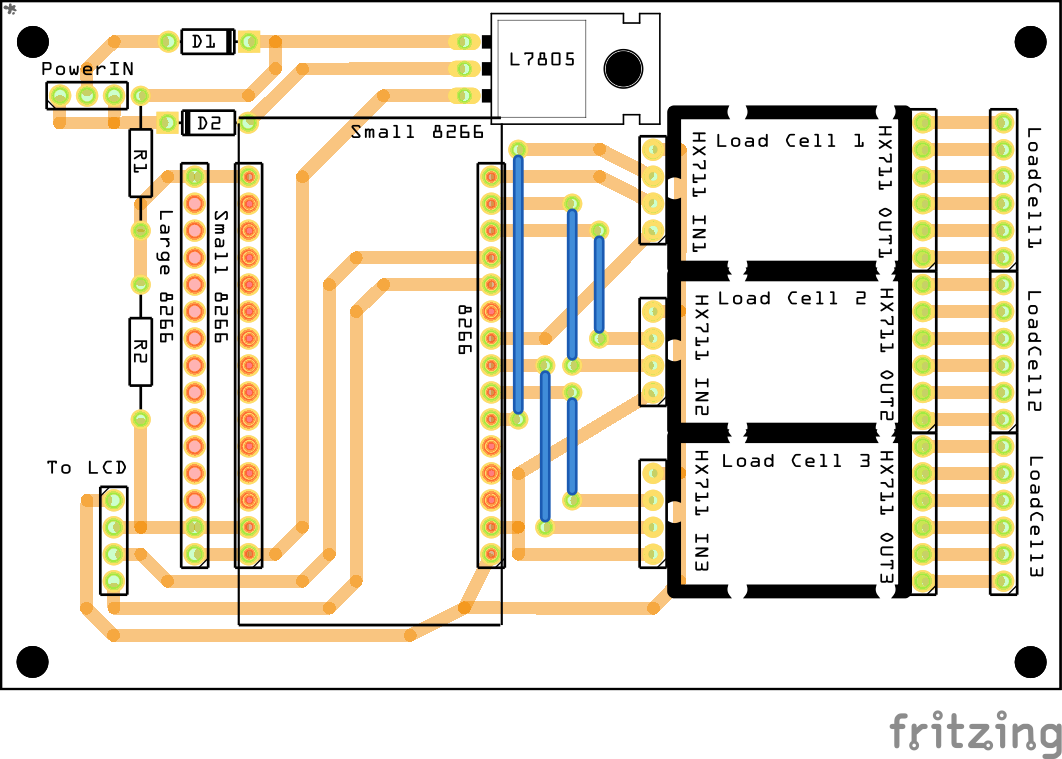 *
D1
PowerIN
L7805
D2
Small 8266
R1
Large 8266
Small 8266
8266
R2
To LCD
HX711 IN1
Load Cell 1
HX711 OUT1
LoadCell1
HX711 IN2
Load Cell 2
HX711 OUT2
LoadCell2
HX711 IN3
Load Cell 3
HX711 OUT3
LoadCell3
fritzing